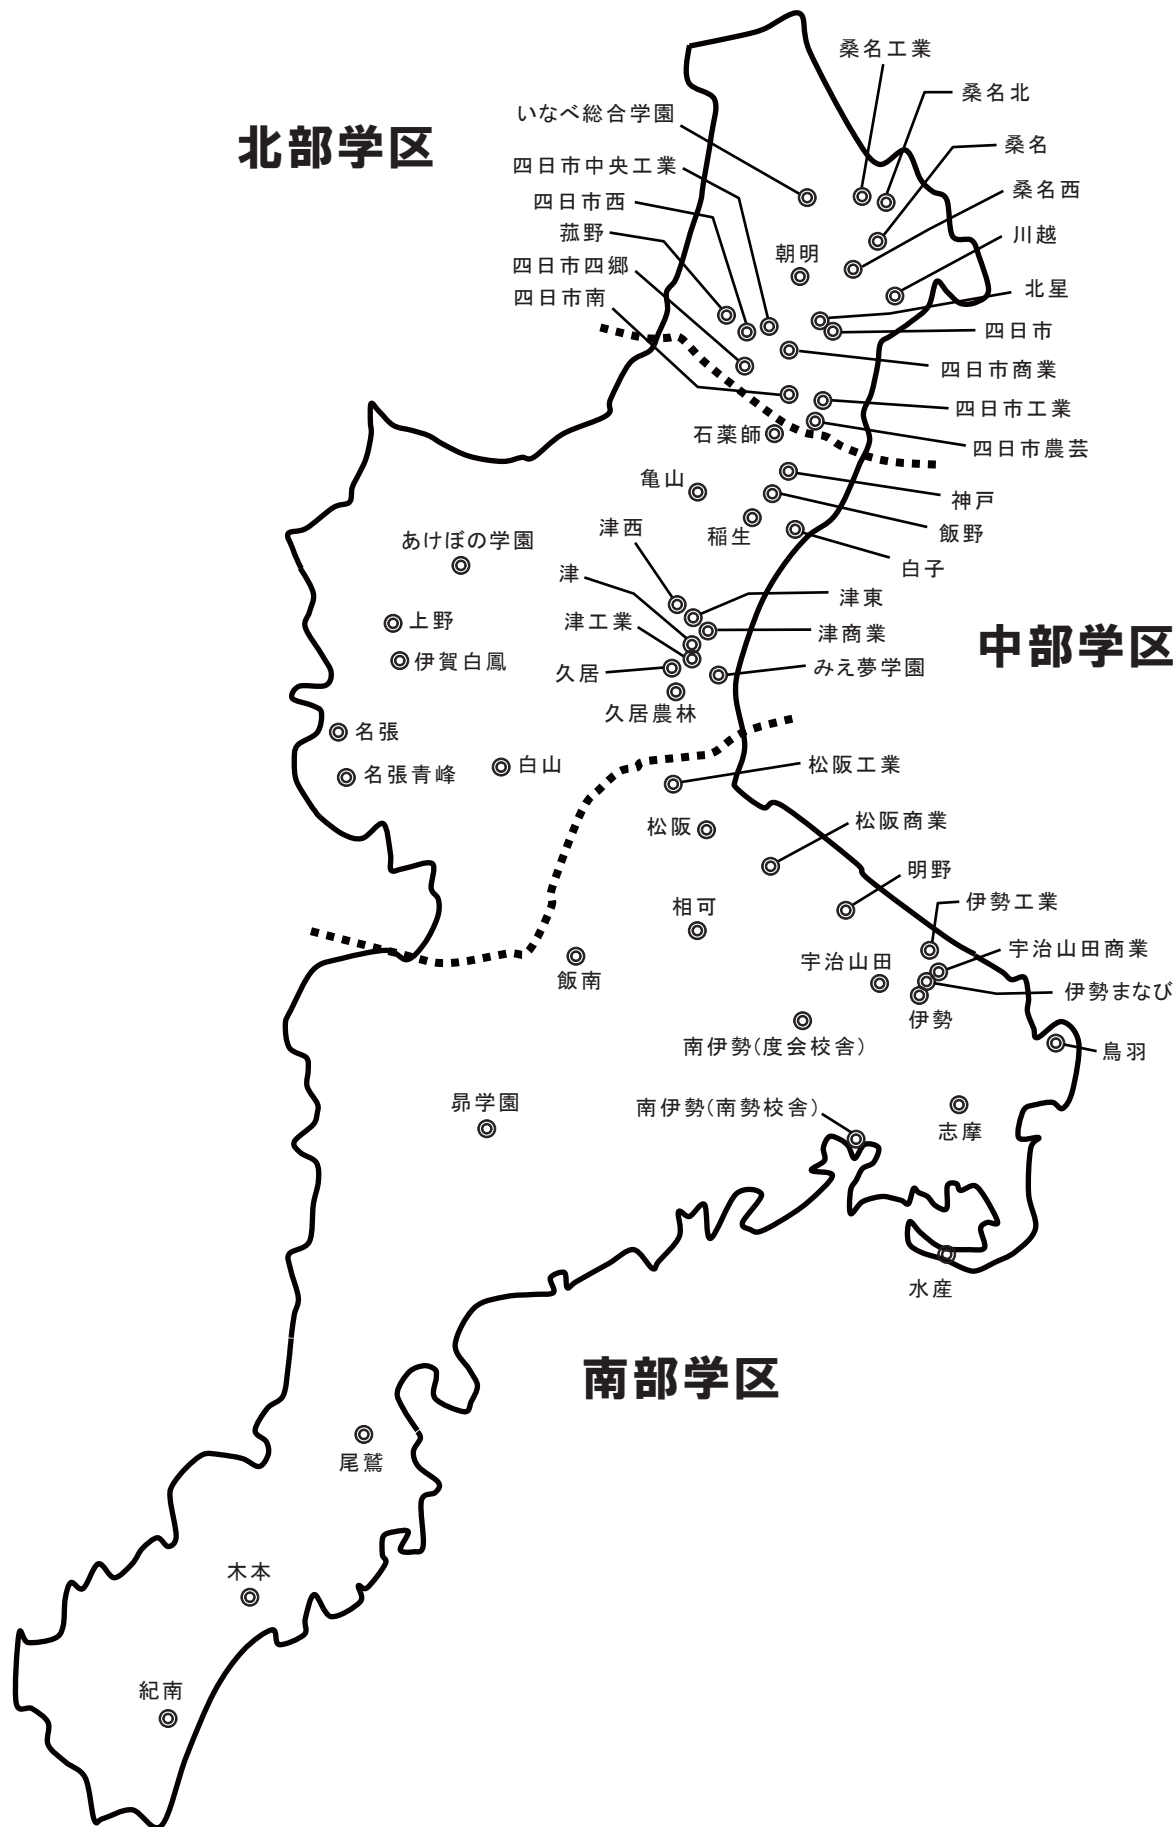 桑名工業
桑名北
いなべ総合学園
北部学区
桑名
四日市中央工業
桑名西
四日市西
菰野
川越
朝明
四日市四郷
北星
四日市南
四日市
四日市商業
四日市工業
石薬師
四日市農芸
亀山
神戸
津西
飯野
稲生
あけぼの学園
白子
津
津東
上野
津工業
津商業
中部学区
伊賀白鳳
久居
みえ夢学園
久居農林
名張
白山
松阪工業
名張青峰
松阪
松阪商業
明野
相可
伊勢工業
宇治山田商業
宇治山田
飯南
伊勢まなび
伊勢
南伊勢(度会校舎)
鳥羽
昴学園
南伊勢(南勢校舎)
志摩
水産
南部学区
尾鷲
木本
紀南